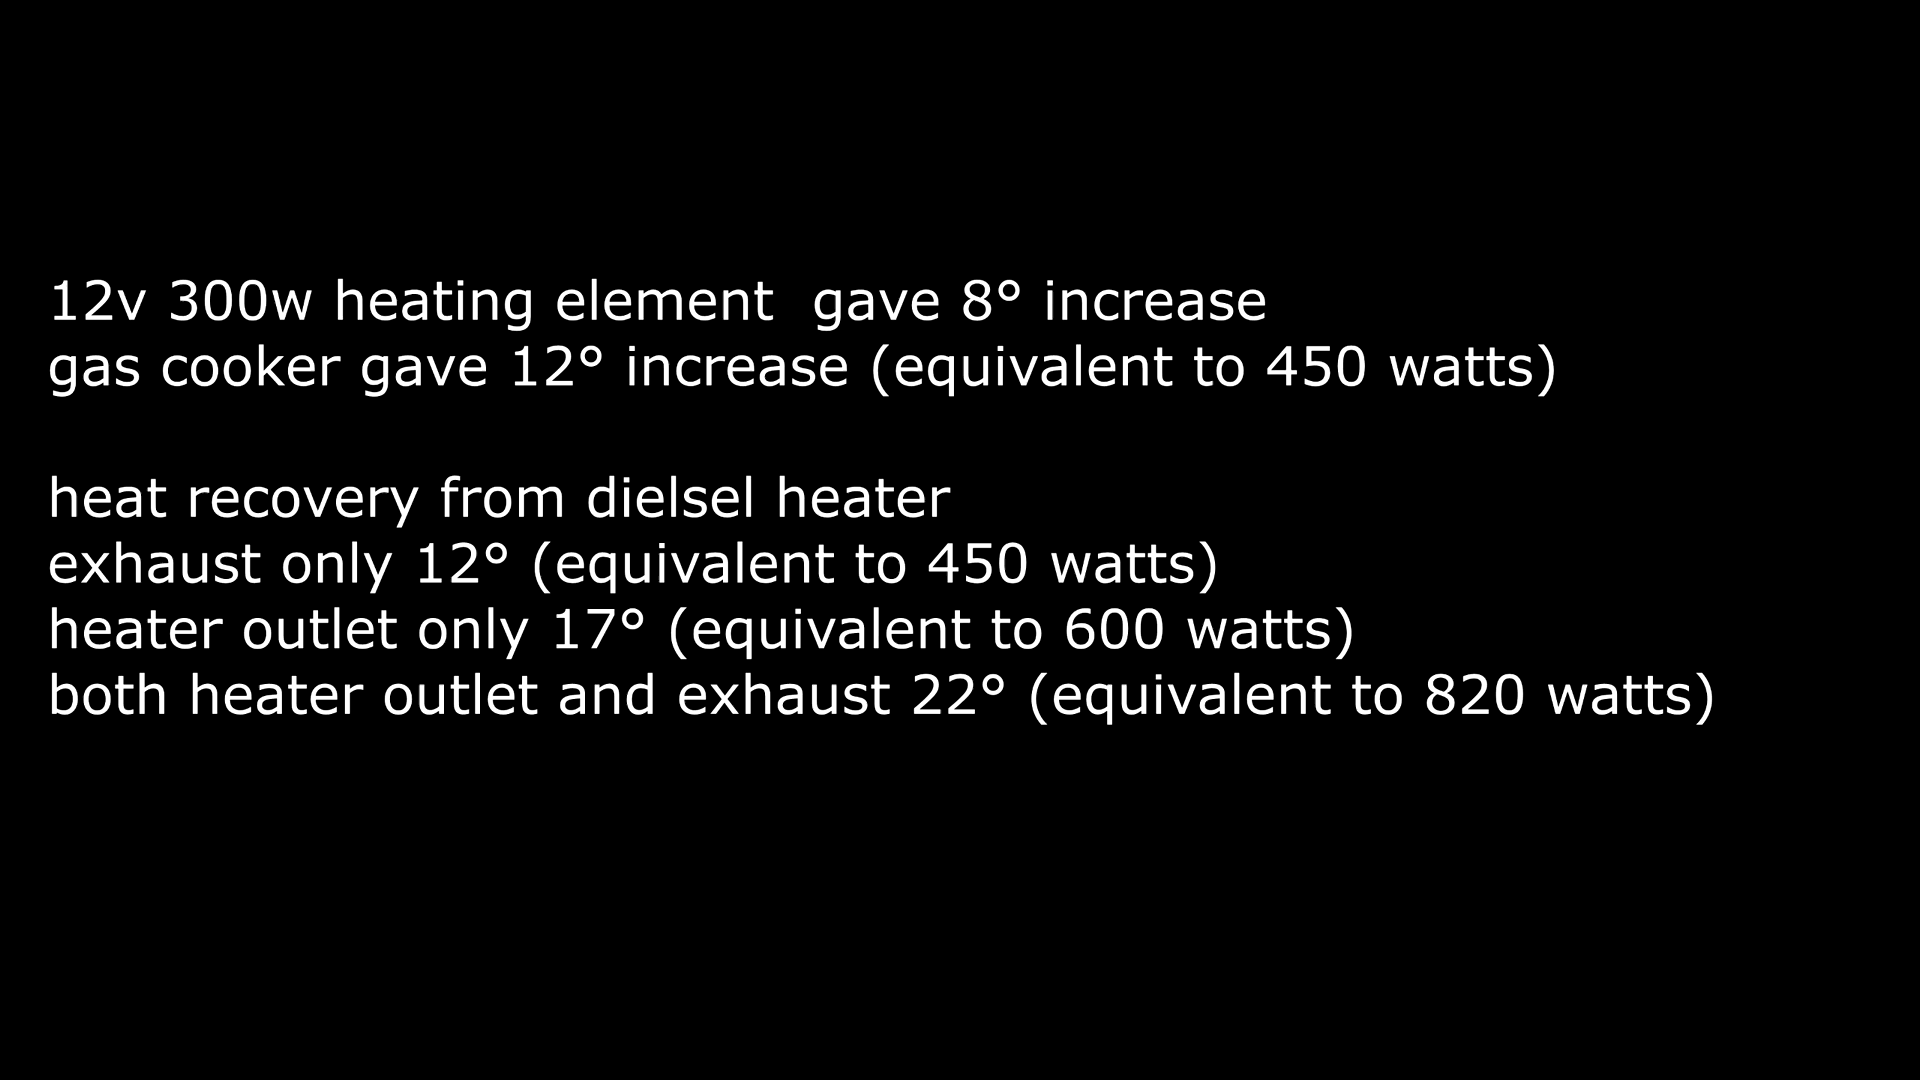 12v 300w heating element  gave 8° increase
gas cooker gave 12° increase (equivalent to 450 watts)
heat recovery from dielsel heater
exhaust only 12° (equivalent to 450 watts)
heater outlet only 17° (equivalent to 600 watts)
both heater outlet and exhaust 22° (equivalent to 820 watts)